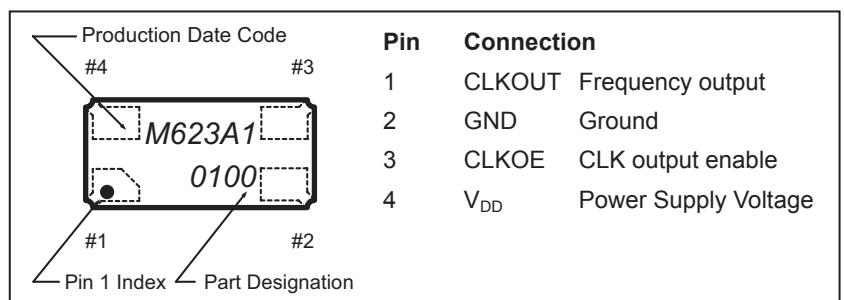 Production Date Code
#4 #3
M623A1
0100
#1 #2
Pin 1 Index Part Designation
Pin Connection
1 CLKOUT Frequency output
2 GND Ground
3 CLKOE CLK output enable
4 VDD Power Supply Voltage